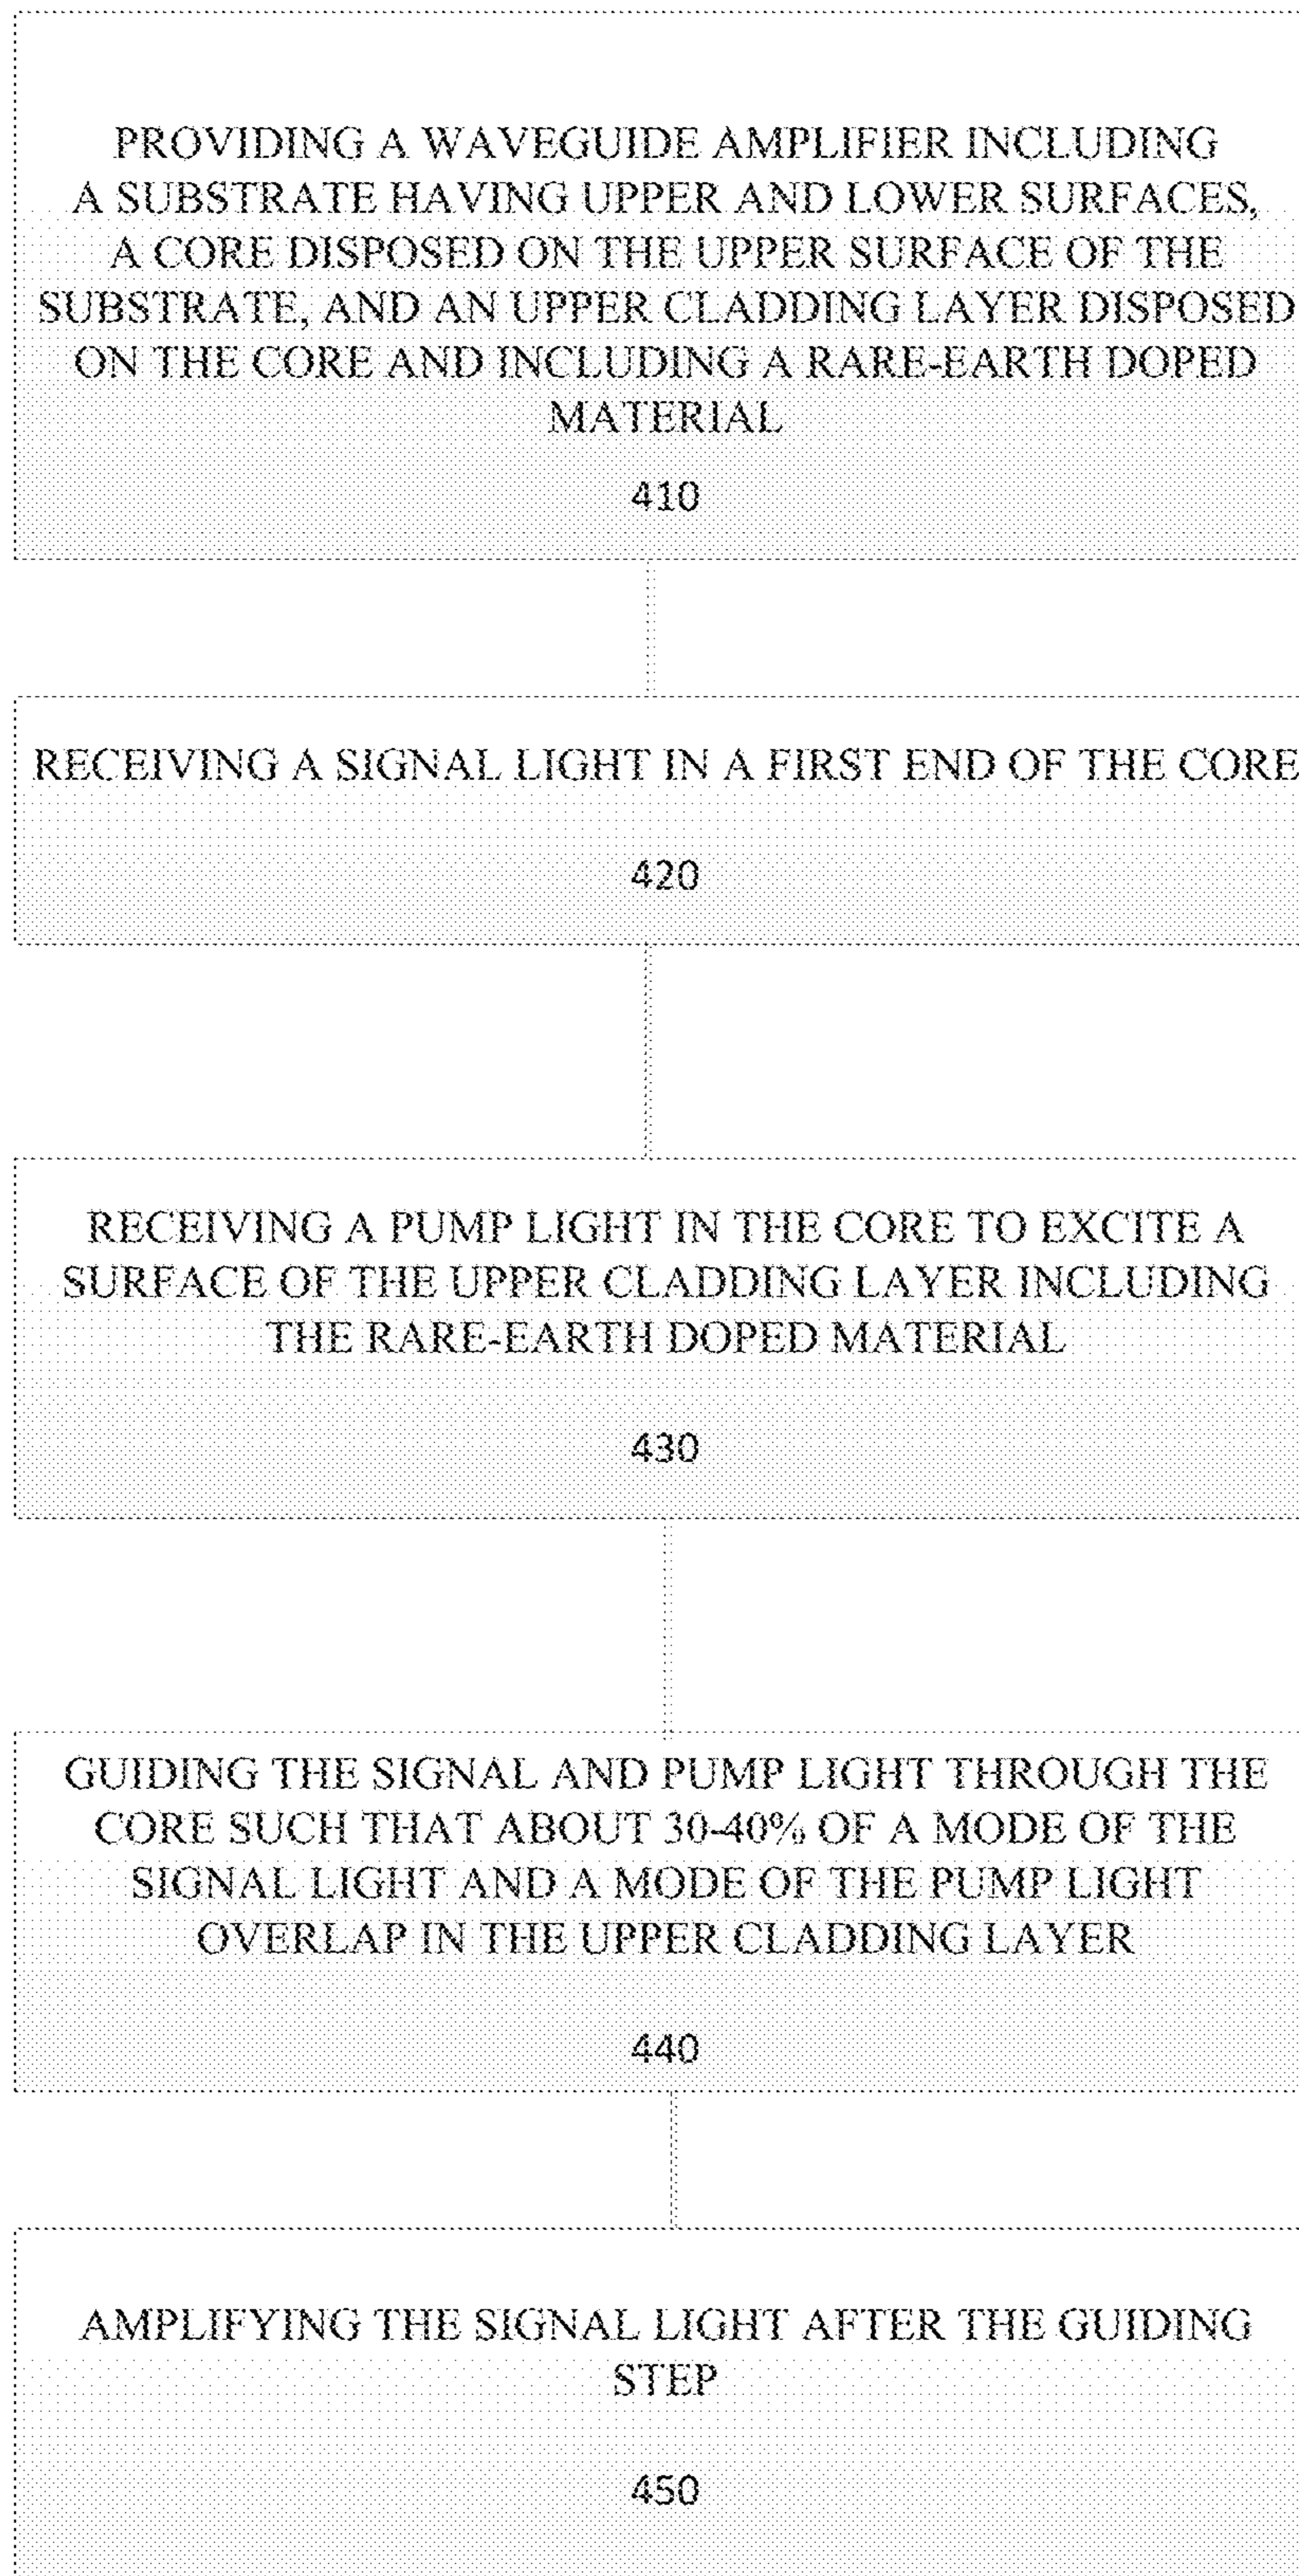 PROVIDING A WAVEGUIDE AMPLIFIER INCLUDING
A SUBSTRATE HAVING UPPER AND LOWER SURFACES,
A CORE DISPOSED ON THE UPPER SURFACE OF THE
SUBSTRATE, AND AN UPPER CLADDING LAYER DISPOSED
ON THE CORE AND INCLUDING A RARE-EARTH DOPED
MATERIAL
410
RECEIVING A SIGNAL LIGHT IN A FIRST END OF THE CORE
420
RECEIVING A PUMP LIGHT IN THE CORE TO EXCITE A
SURFACE OF THE UPPER CLADDING LAYER INCLUDING
THE RARE-EARTH DOPED MATERIAL
430
GUIDING THE SIGNAL AND PUMP LIGHT THROUGH THE
CORE SUCH THAT ABOUT 30-40% OF A MODE OF THE
SIGNAL LIGHT AND A MODE OF THE PUMP LIGHT
OVERLAP IN THE UPPER CLADDING LAYER
440
AMPLIFYING THE SIGNAL LIGHT AFTER THE GUIDING
STEP
450